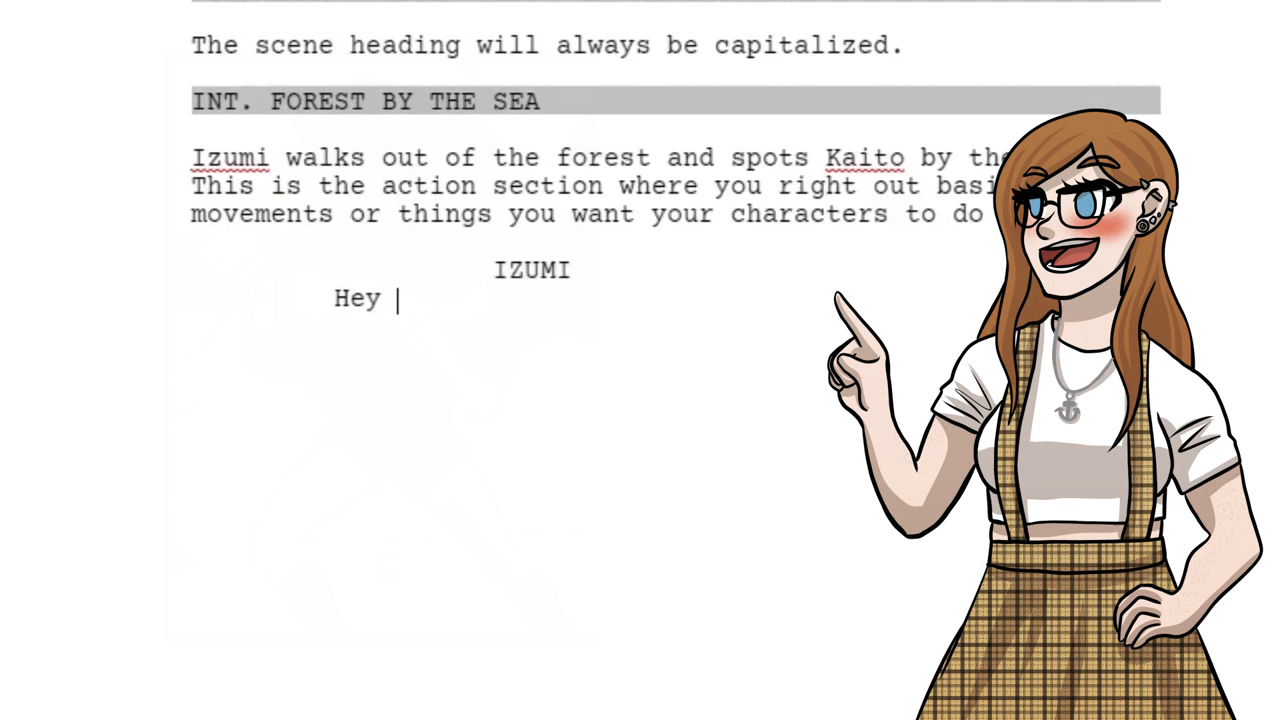 The scene heading will always be capitalized.
INT. FOREST BY THE SEA
Izumi walks out of the forest and spots Kaito by the
This is the action section where you right out basi
movements or things you want your characters to do
IZUMI
Hey